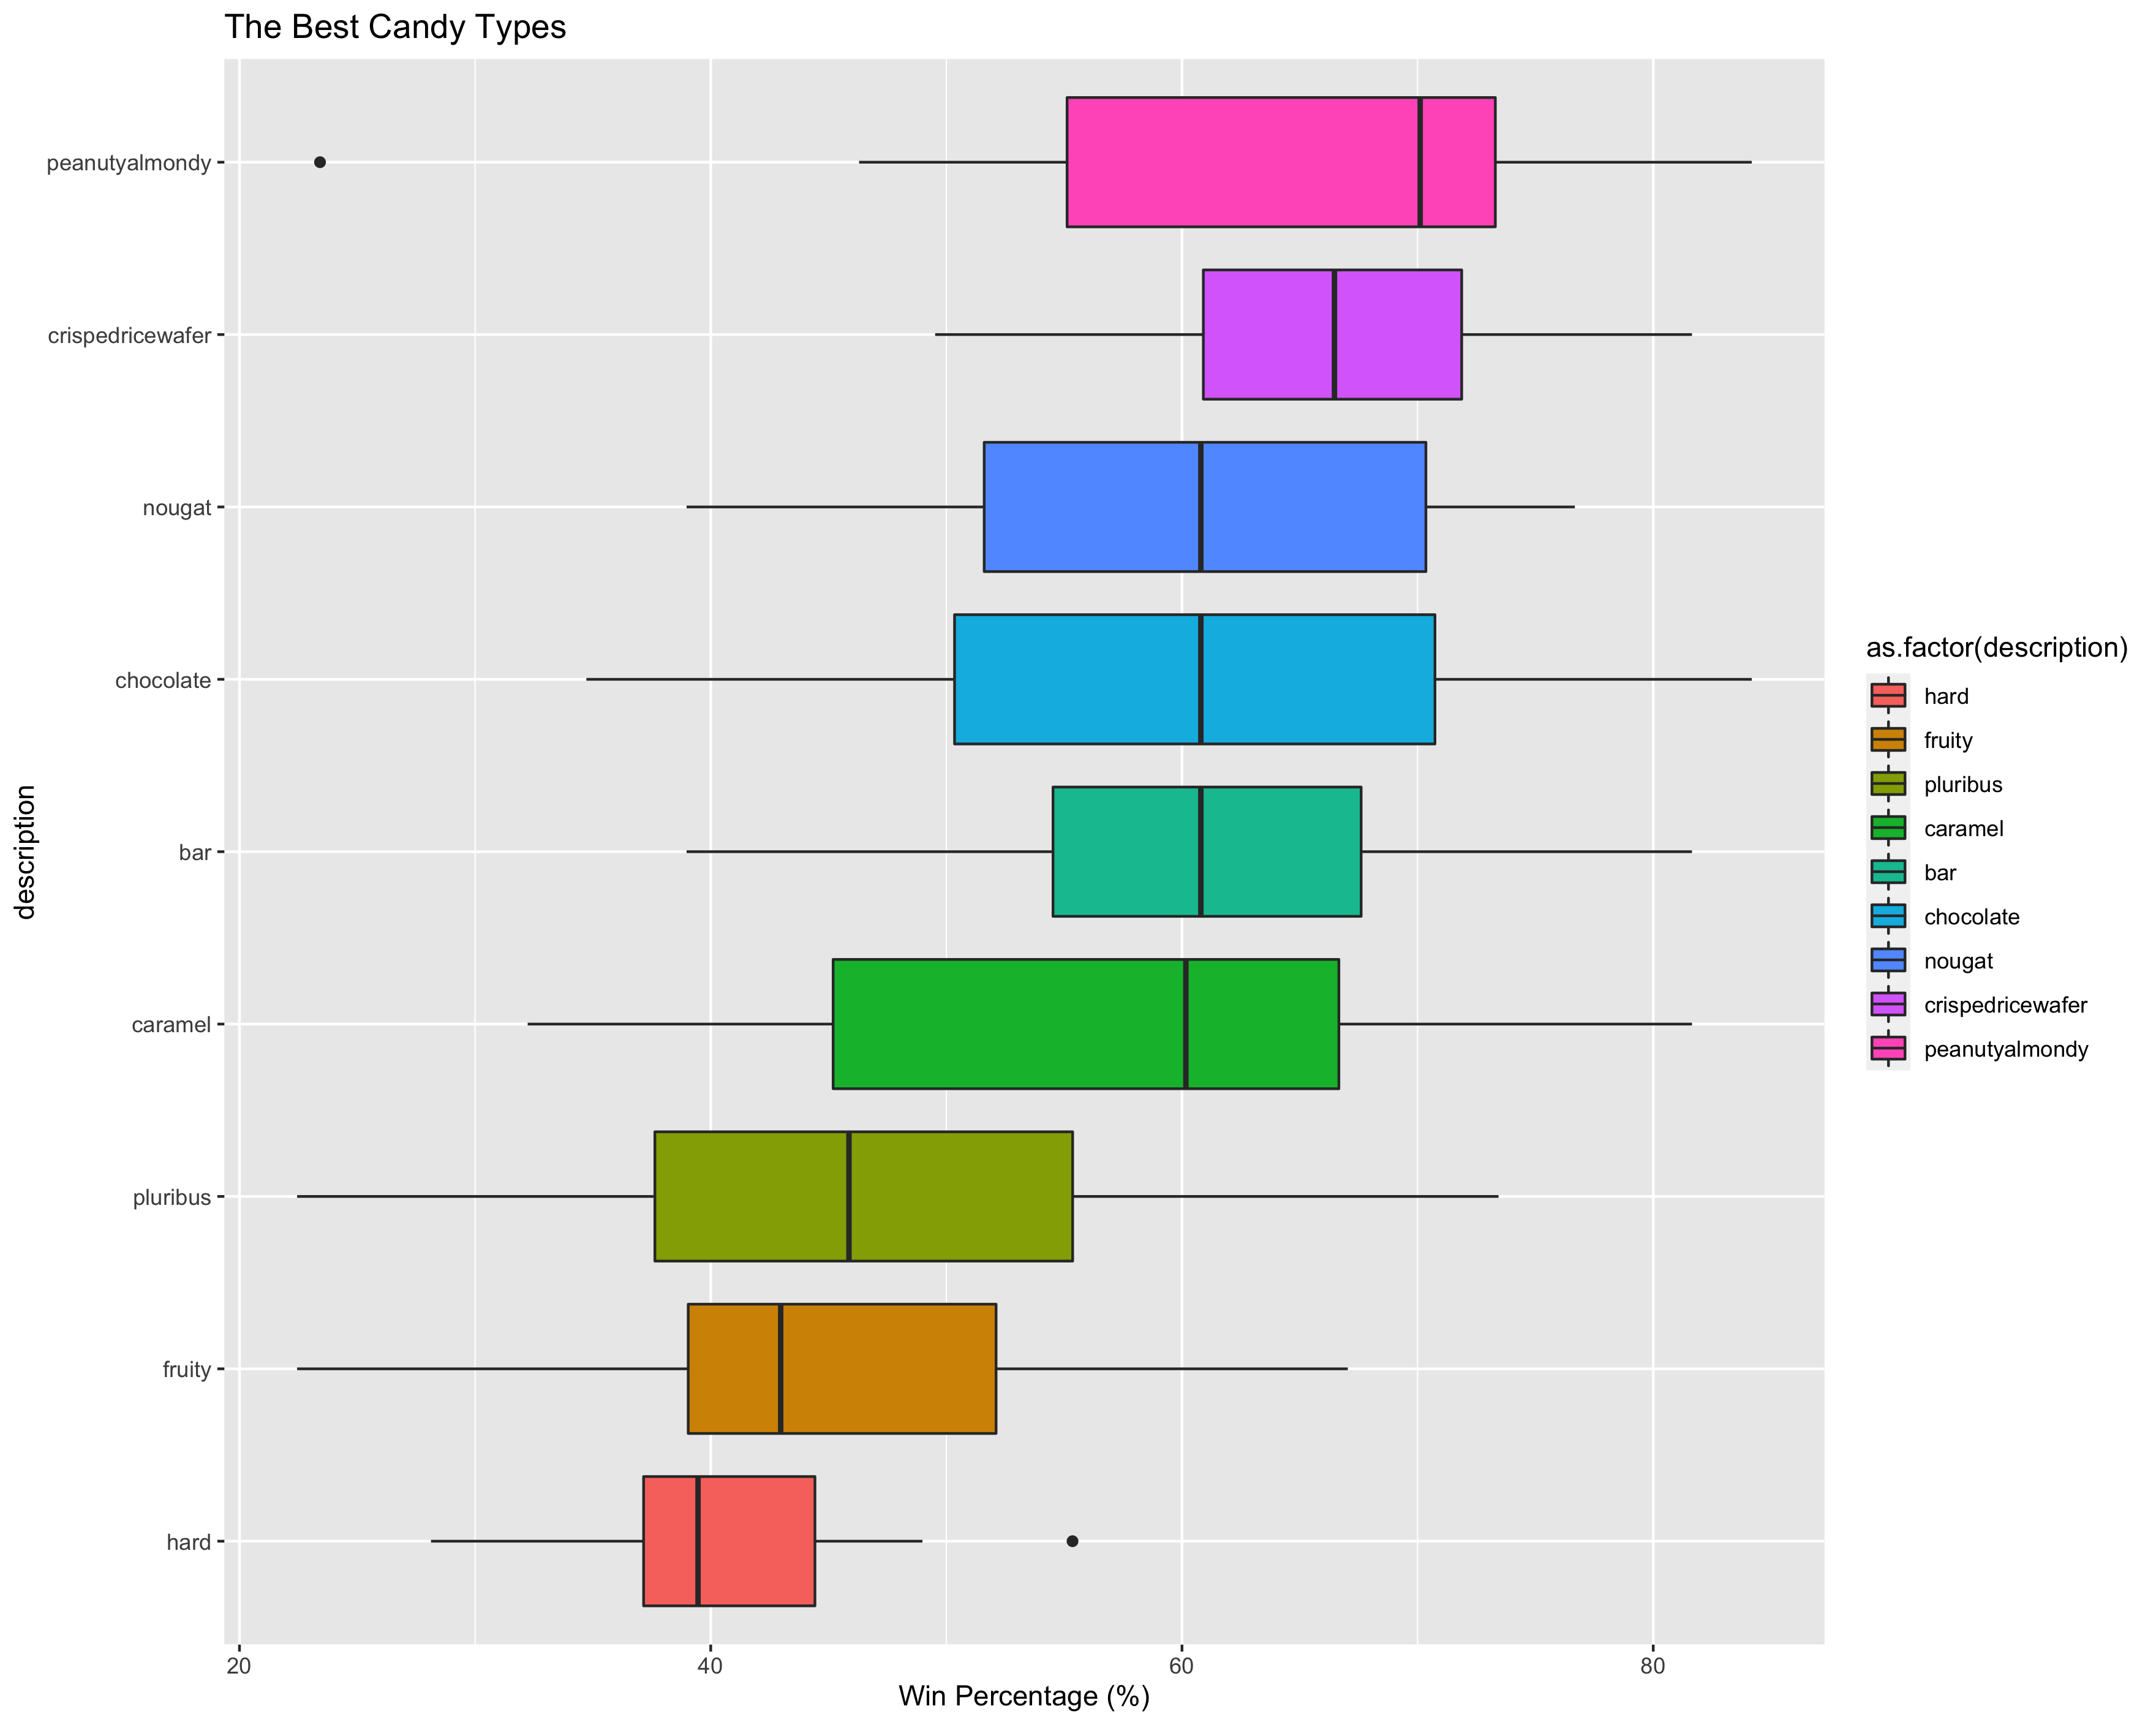 The Best Candy Types
peanutyalmondy
crispedricewafer
nougat
chocolate
bar
caramel
pluribus
fruity
hard
description
20 40 60 80
Win Percentage (%)
as.factor(description)
hard
fruity
pluribus
caramel
bar
chocolate
nougat
crispedricewafer
peanutyalmondy